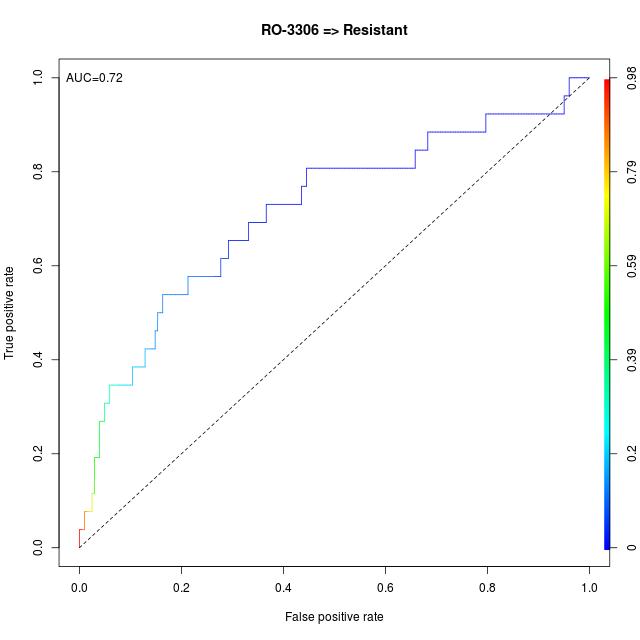 RO-3306 => Resistant
AUC=0.72
True positive rate
1.0
0.8
0.6
0.4
0.2
0.0
0.0 0.2 0.4 0.6 0.8 1.0
False positive rate
0.98
0.79
0.59
0.39
0.2
0